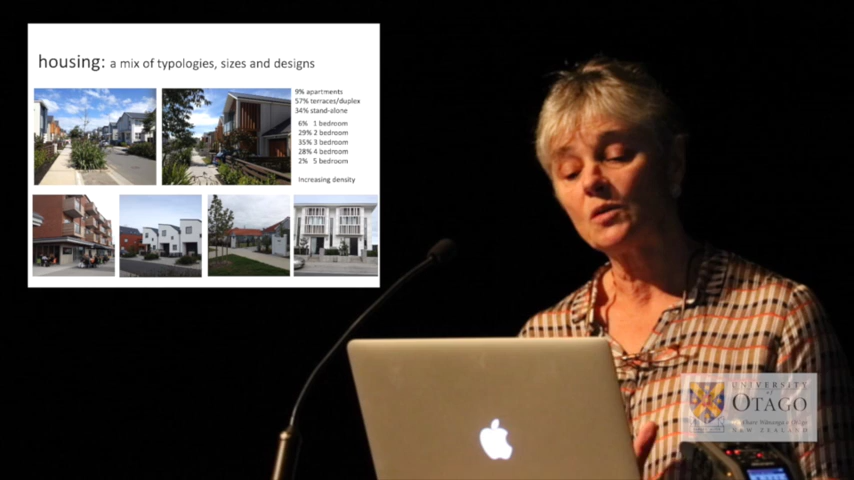 housing: a mix of typologies, sizes and designs
9% apartments
57% terraces/duplex
34% stand-alone
6% 1 bedroom
29% 2 bedroom
35% 3 bedroom
28% 4 bedroom
2% 5 bedroom
Increasing density
UNIVERSITY
of
OTAGO
NEW ZEALAND